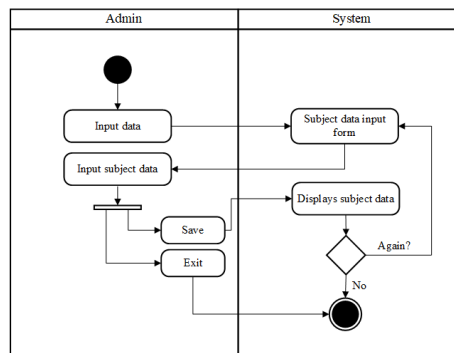 Admin
System
Input data
Subject data input
form
Input subject data
Save
Displays subject data
Exit
Again?
No